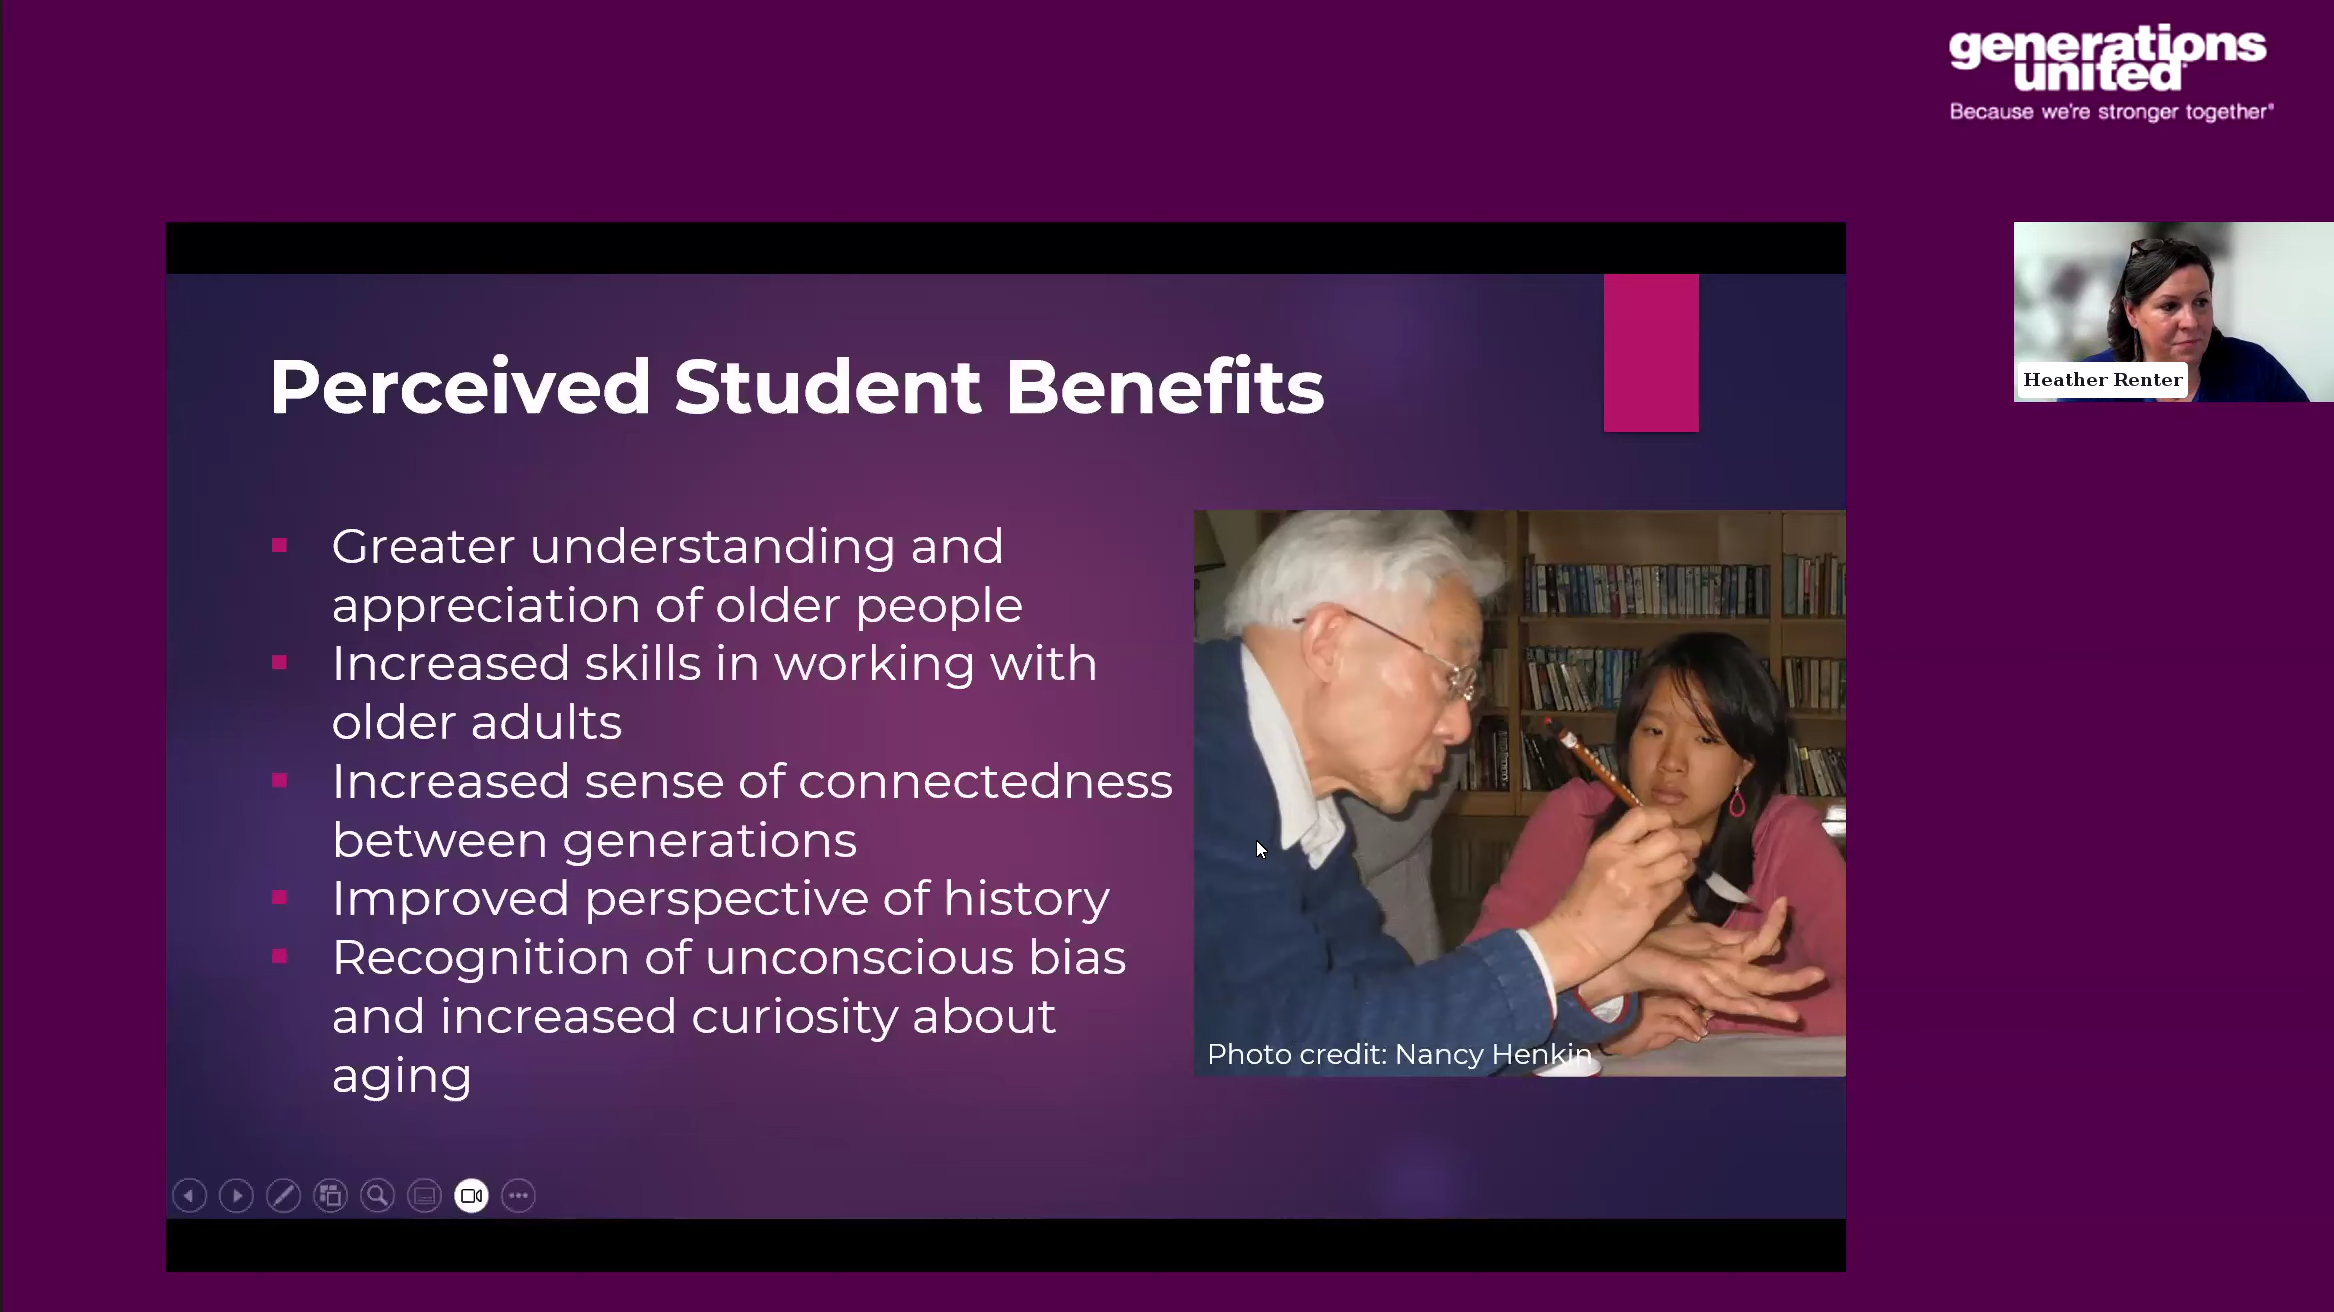 generations
united
Because we're stronger together®
Heather Renter
Perceived Student Benefits
Greater understanding and
appreciation of older people
Increased skills in working with
older adults
Increased sense of connectedness
between generations
Improved perspective of history
Recognition of unconscious bias
and increased curiosity about
aging
Photo credit: Nancy Henkin